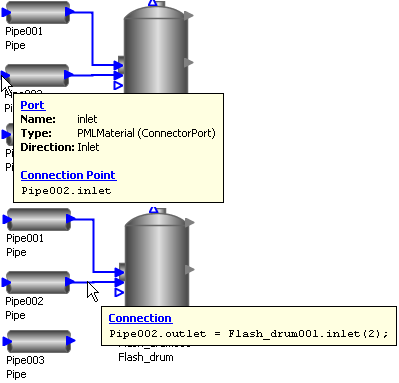 Pipe001
Pipe
Port
Name: inlet
Type: PMLMaterial (ConnectorPort)
Direction: Inlet
Connection Point
Pipe002.inlet
Pipe001
Pipe
Pipe002
Pipe
Connection
Pipe002.outlet = Flash_drum001.inlet(2);
Pipe003
Pipe
Flash_drum